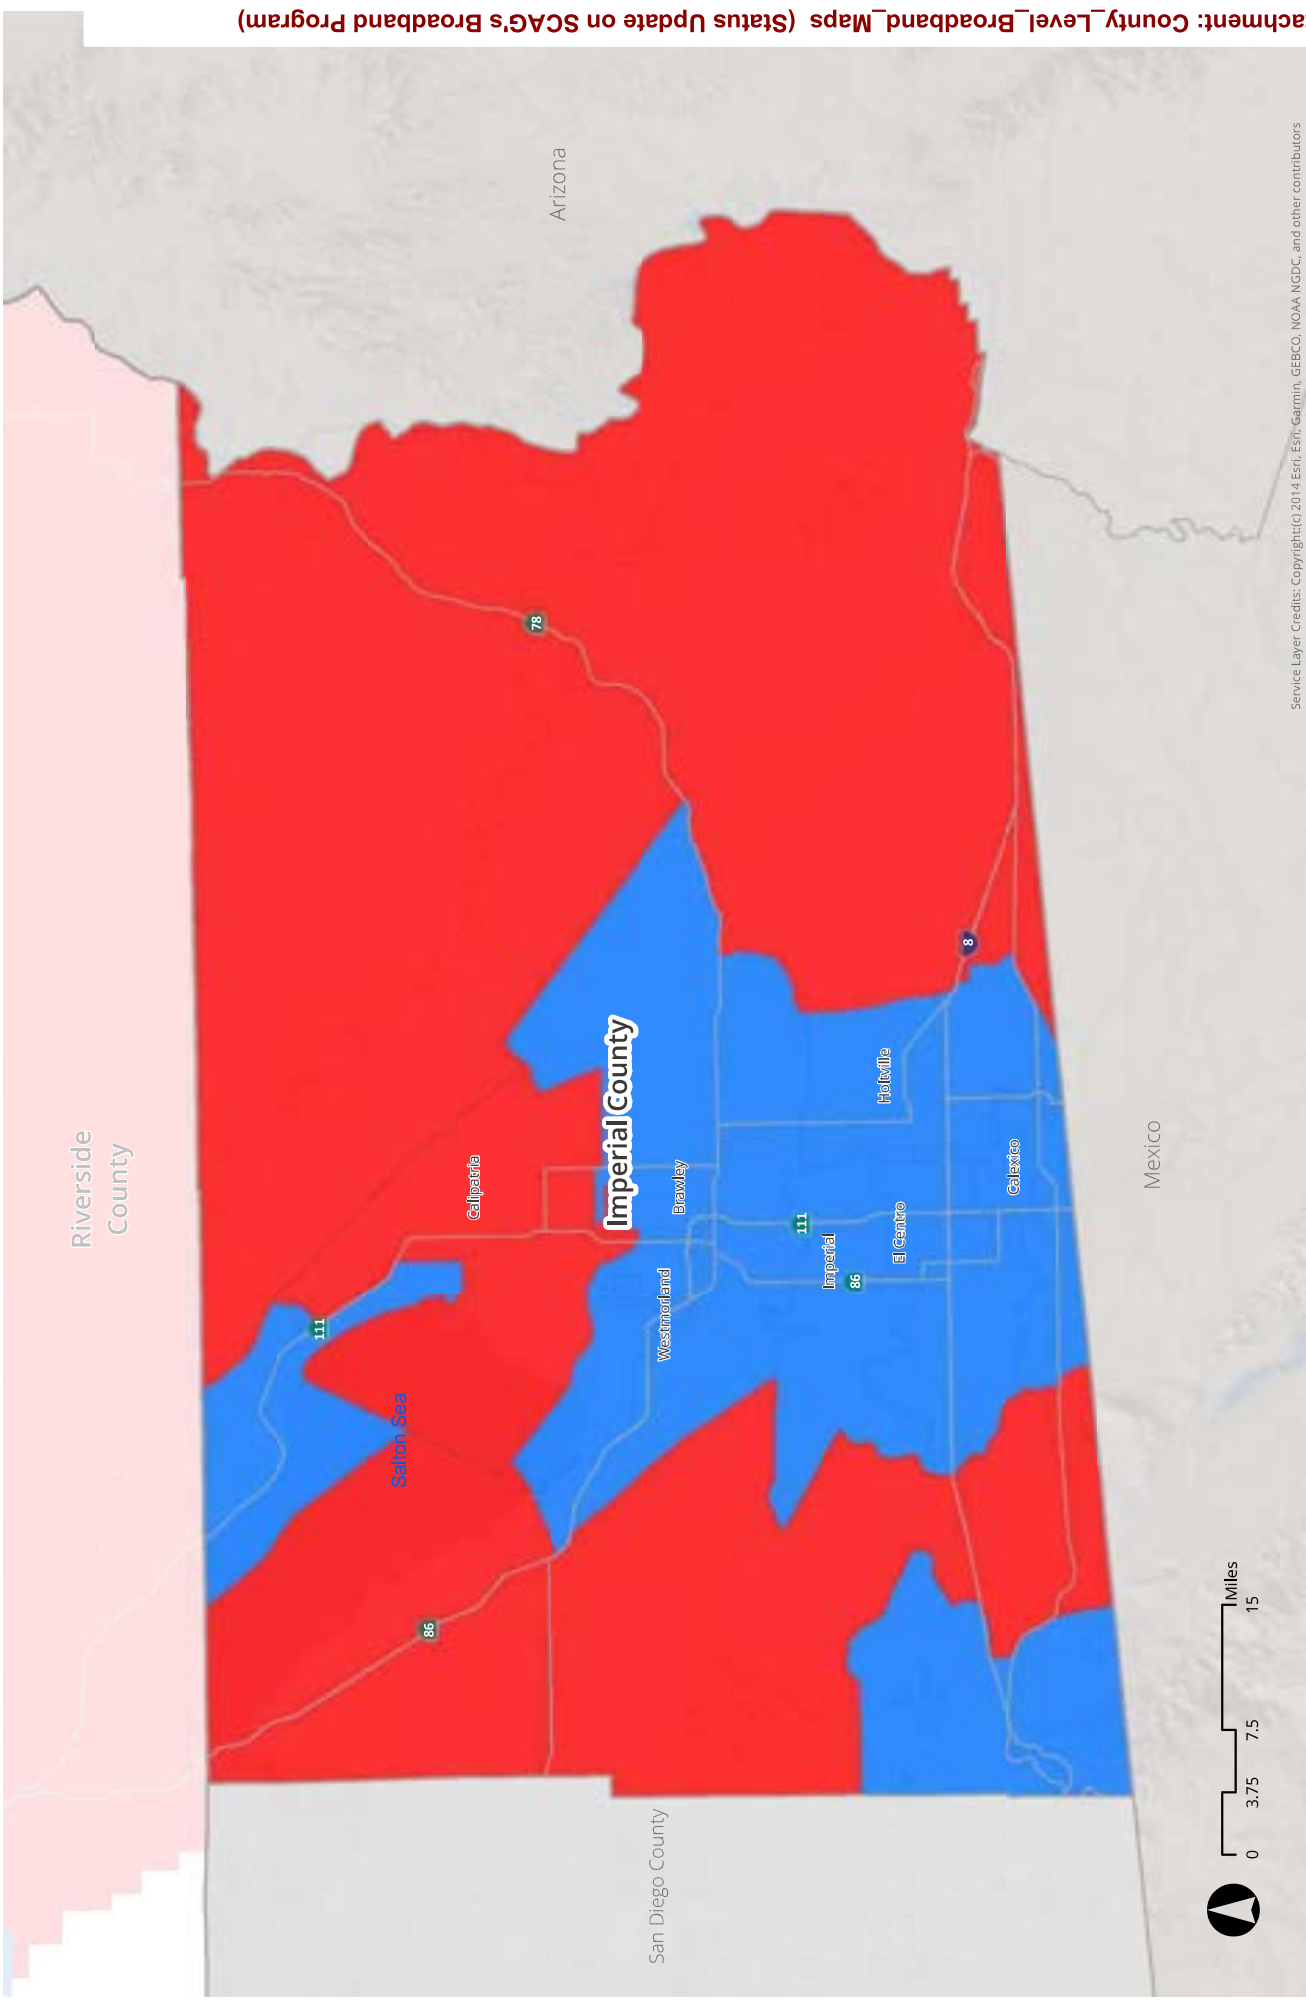 achment: County_Level_Broadband_Maps (Status Update on SCAG's Broadband Program)
Riverside
County
Arizona
78
111
Calipatria
Salton Sea
86
Imperial County
Brawley
Westmorland
111
Imperial
86
El Centro
Holtville
8
Calexico
Mexico
San Diego County
0 3.75 7.5 15
Miles
Service Layer Credits: Copyright:(c) 2014 Esri, Esri, Garmin, GEBCO, NOAA NGDC, and other contributors